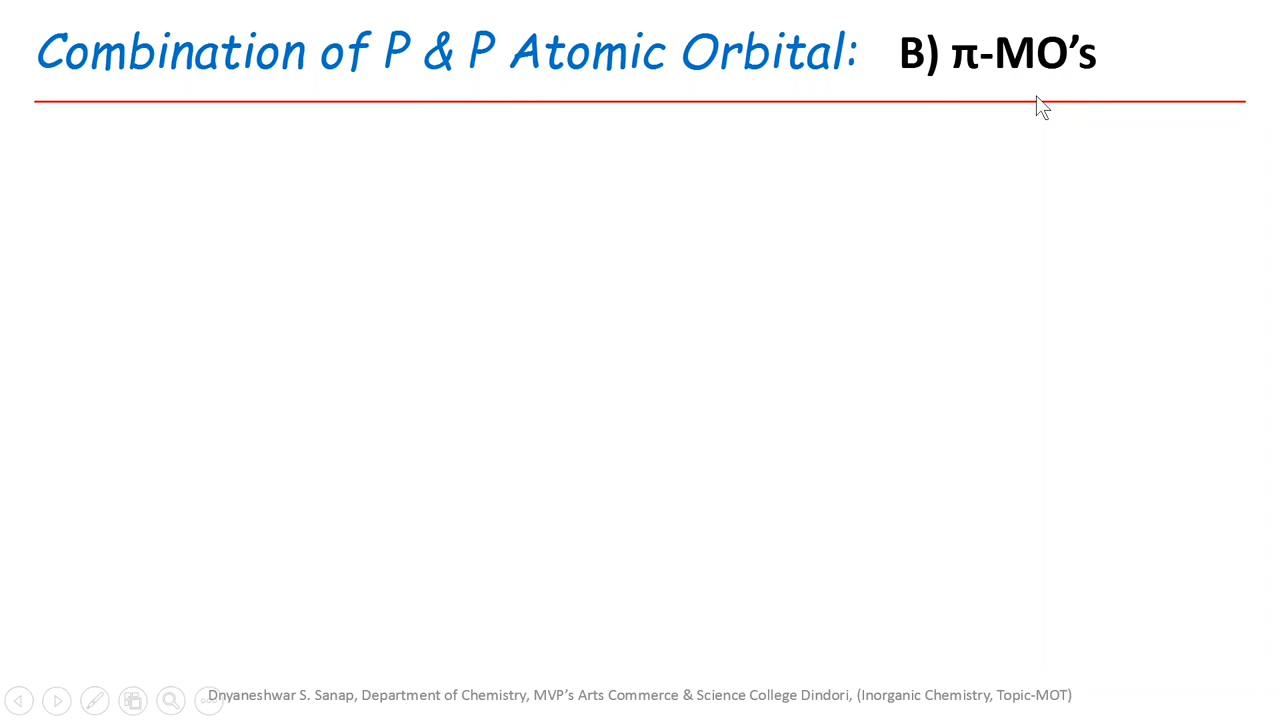 Combination of P & P Atomic Orbital: B) π-MO’s
Dnyaneshwar S. Sanap, Department of Chemistry, MVP’s Arts Commerce & Science College Dindori, (Inorganic Chemistry, Topic-MOT)